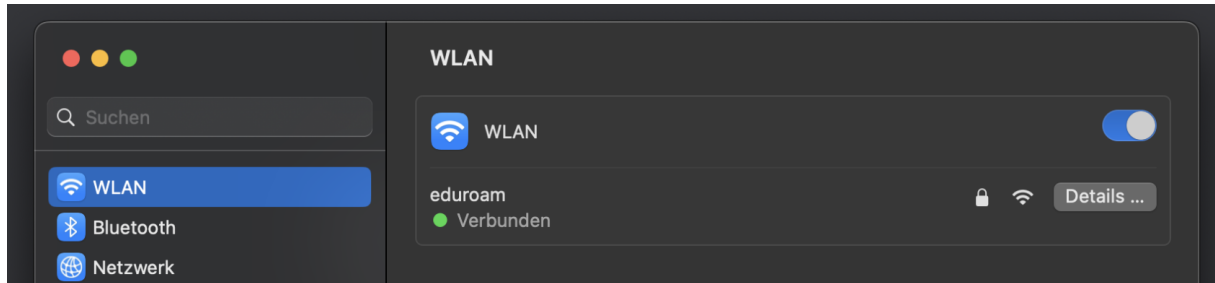 Suchen
WLAN
Bluetooth
Netzwerk
WLAN
WLAN
eduroam
Verbunden
Details ...